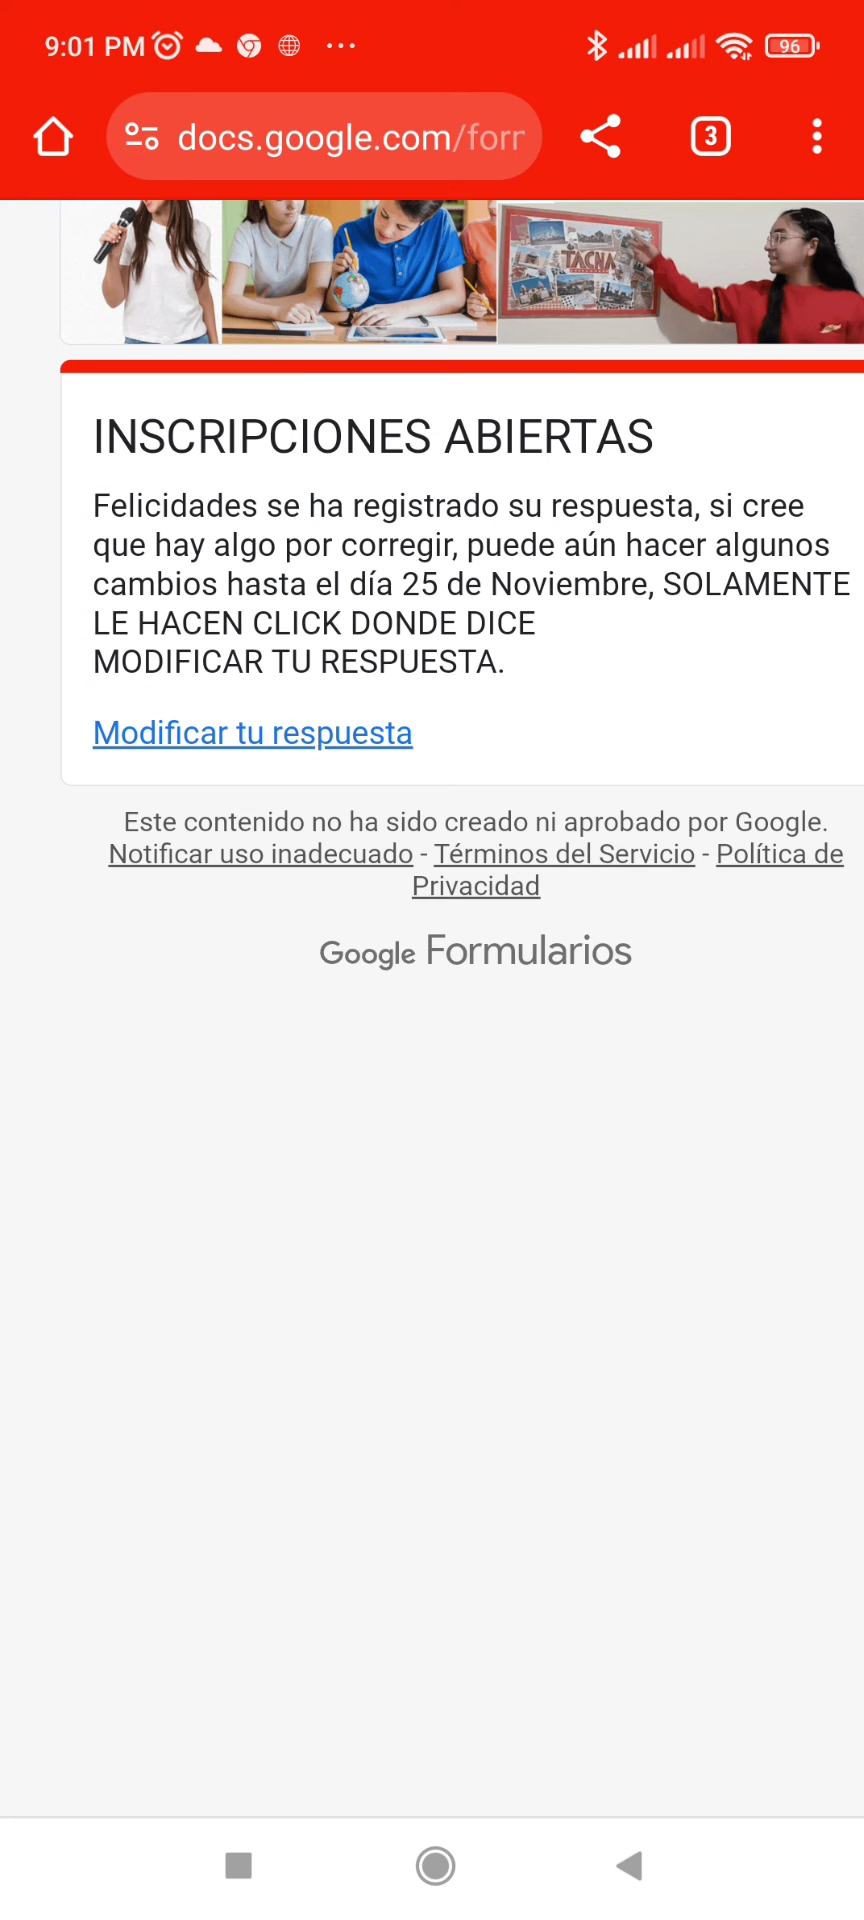 9:01 PM
96
docs.google.com/for
3
TACNA
INSCRIPCIONES ABIERTAS
Felicidades se ha registrado su respuesta, si cree
que hay algo por corregir, puede aún hacer algunos
cambios hasta el día 25 de Noviembre, SOLAMENTE
LE HACEN CLICK DONDE DICE
MODIFICAR TU RESPUESTA.
Modificar tu respuesta
Este contenido no ha sido creado ni aprobado por Google.
Notificar uso inadecuado - Términos del Servicio - Política de
Privacidad
Google Formularios